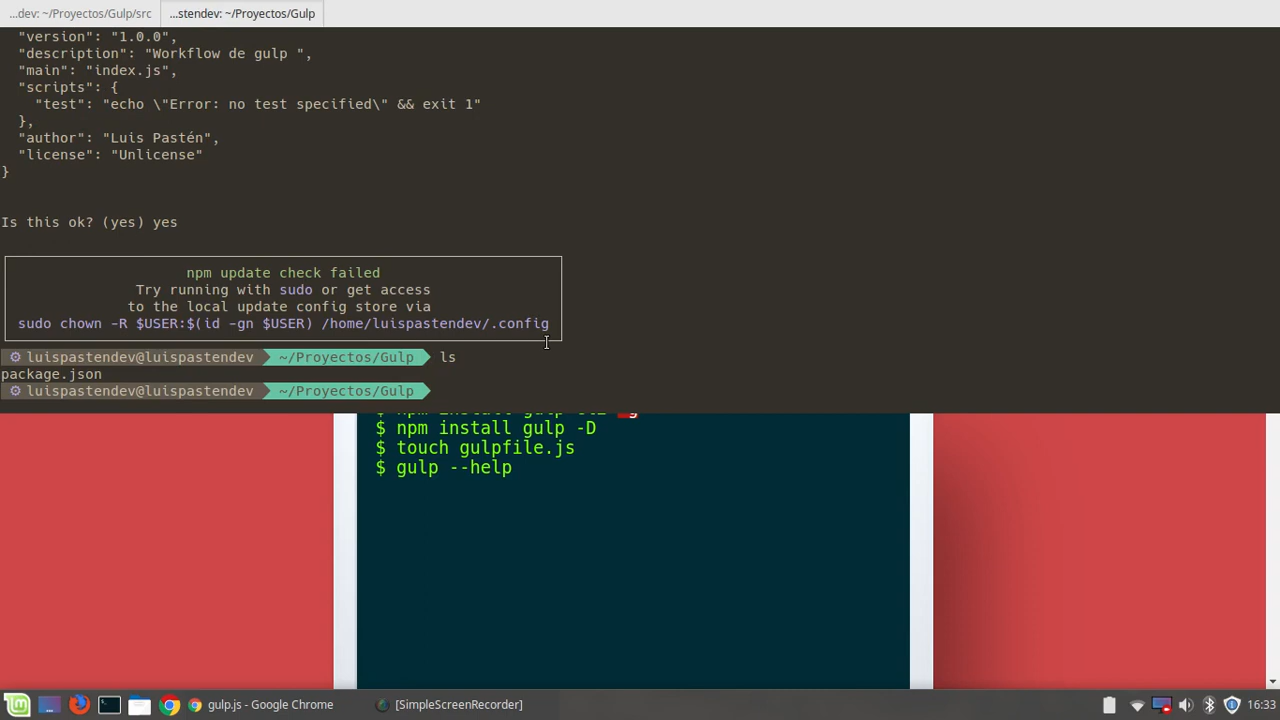 ...dev: ~/Proyectos/Gulp/src
...stendev: ~/Proyectos/Gulp
"version": "1.0.0",
"description": "Workflow de gulp ",
"main": "index.js",
"scripts": {
"test": "echo \"Error: no test specified\" && exit 1"
},
"author": "Luis Pastén",
"license": "Unlicense"
}
Is this ok? (yes) yes
npm update check failed
Try running with sudo or get access
to the local update config store via
sudo chown -R $USER:$(id -gn $USER) /home/luispastendev/.config
luispastendev@luispastendev ~/Proyectos/Gulp ls
package.json
luispastendev@luispastendev ~/Proyectos/Gulp
$ npm install gulp
$ npm install gulp -D
$ touch gulpfile.js
$ gulp --help
gulp.js - Google Chrome
[SimpleScreenRecorder]
16:33